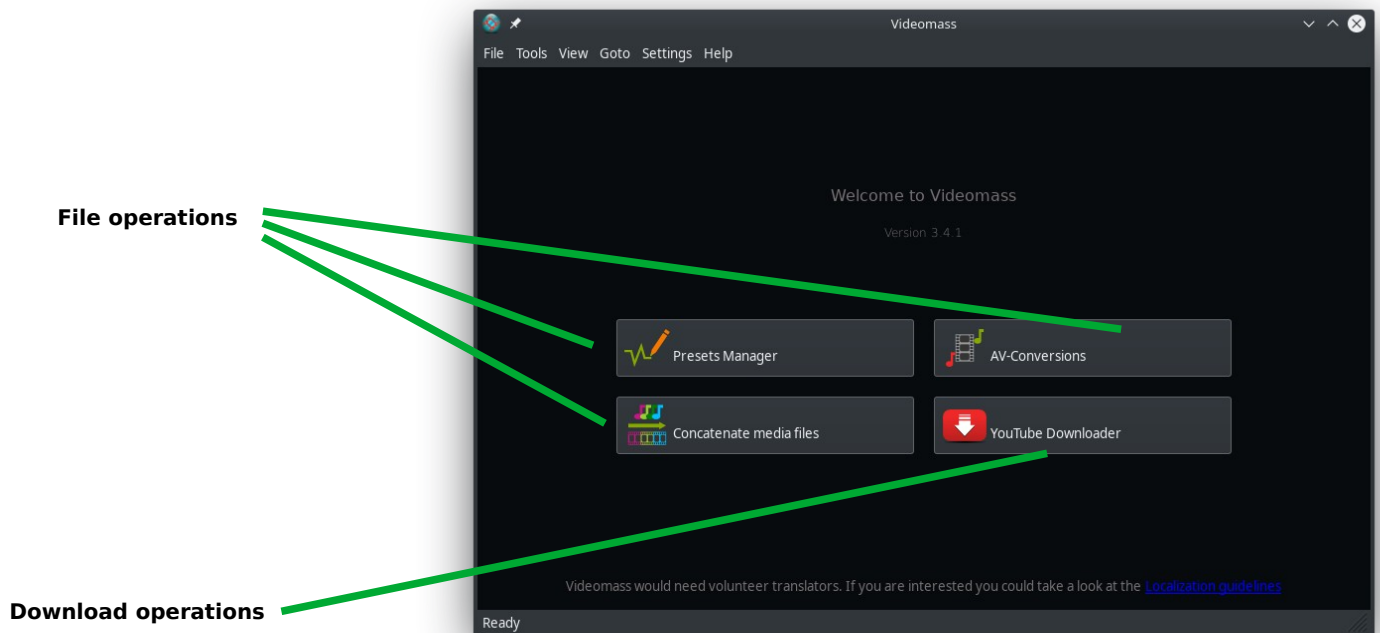 Videomass
File Tools View Goto Settings Help
Welcome to Videomass
Version 3.4.1
File operations
Presets Manager
AV-Conversions
Concatenate media files
YouTube Downloader
Videomass would need volunteer translators. If you are interested you could take a look at the Localization guidelines
Download operations
Ready